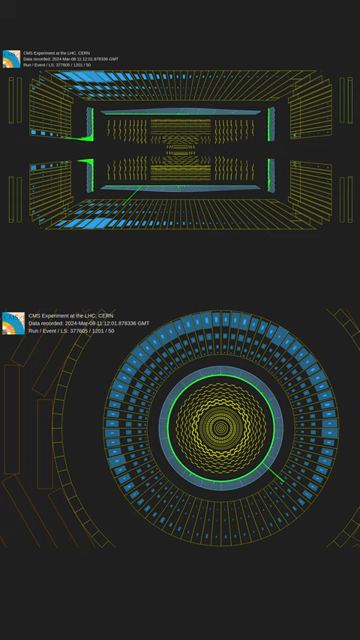 CMS Experiment at the LHC, CERN
Data recorded: 2024-Mar-08 11:12:01.878336 GMT
Run / Event / LS: 377605 / 1201 / 50
CMS Experiment at the LHC, CERN
Data recorded: 2024-Mar-08 11:12:01.878336 GMT
Run / Event / LS: 377605 / 1201 / 50